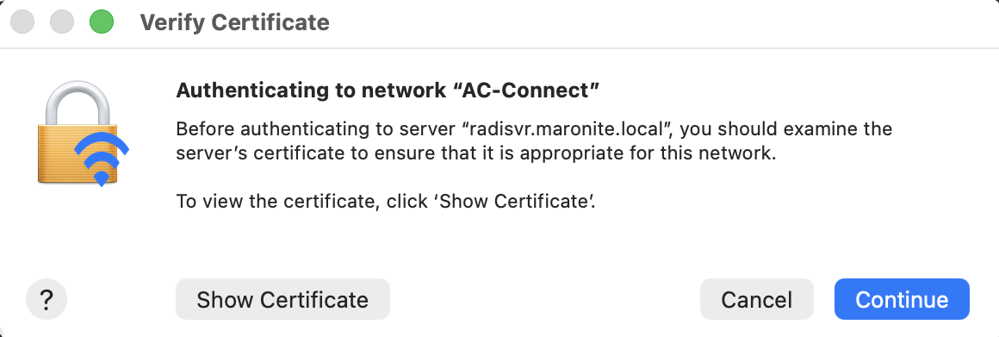 Verify Certificate
Authenticating to network “AC-Connect”
Before authenticating to server “radisvr.maronite.local”, you should examine the
server’s certificate to ensure that it is appropriate for this network.
To view the certificate, click ‘Show Certificate’.
?
Show Certificate
Cancel
Continue